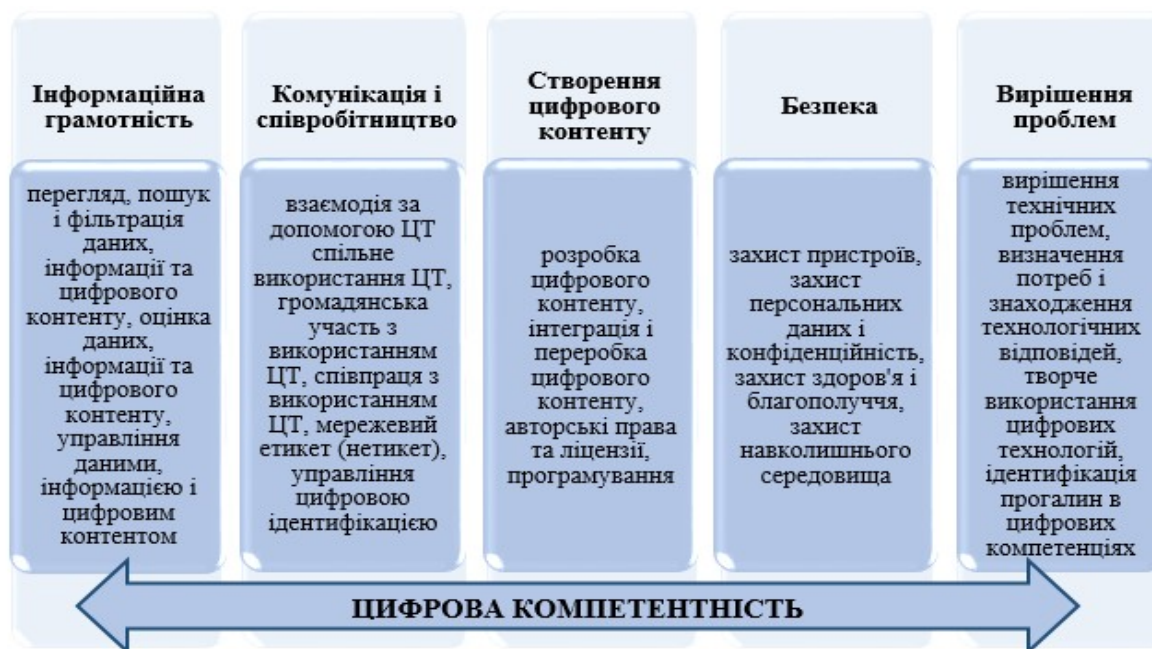 Інформаційна
грамотність
перегляд, пошук
і фільтрація
даних,
інформації та
цифрового
контенту, оцінка
даних,
інформації та
цифрового
контенту,
управління
даними,
інформацією і
цифровим
контентом
Комунікація і
співробітництво
взаємодія за
допомогою ЦТ
спільне
використання ЦТ,
громадянська
участь з
використанням
ЦТ, співпраця з
використанням
ЦТ, мережевий
етикет (нетикет),
управління
цифровою
ідентифікацією
Створення
цифрового
контенту
розробка
цифрового
контенту,
інтеграція і
переробка
цифрового
контенту,
авторські права
та ліцензії,
програмування
Безпека
захист пристроїв,
захист
персональних
даних і
конфіденційність,
захист здоров'я і
благополуччя,
захист
навколишнього
середовища
Вирішення
проблем
вирішення
технічних
проблем,
визначення
потреб і
знаходження
технологічних
відповідей,
творче
використання
цифрових
технологій,
ідентифікація
прогалин в
цифрових
компетенціях
ЦИФРОВА КОМПЕТЕНТНІСТЬ